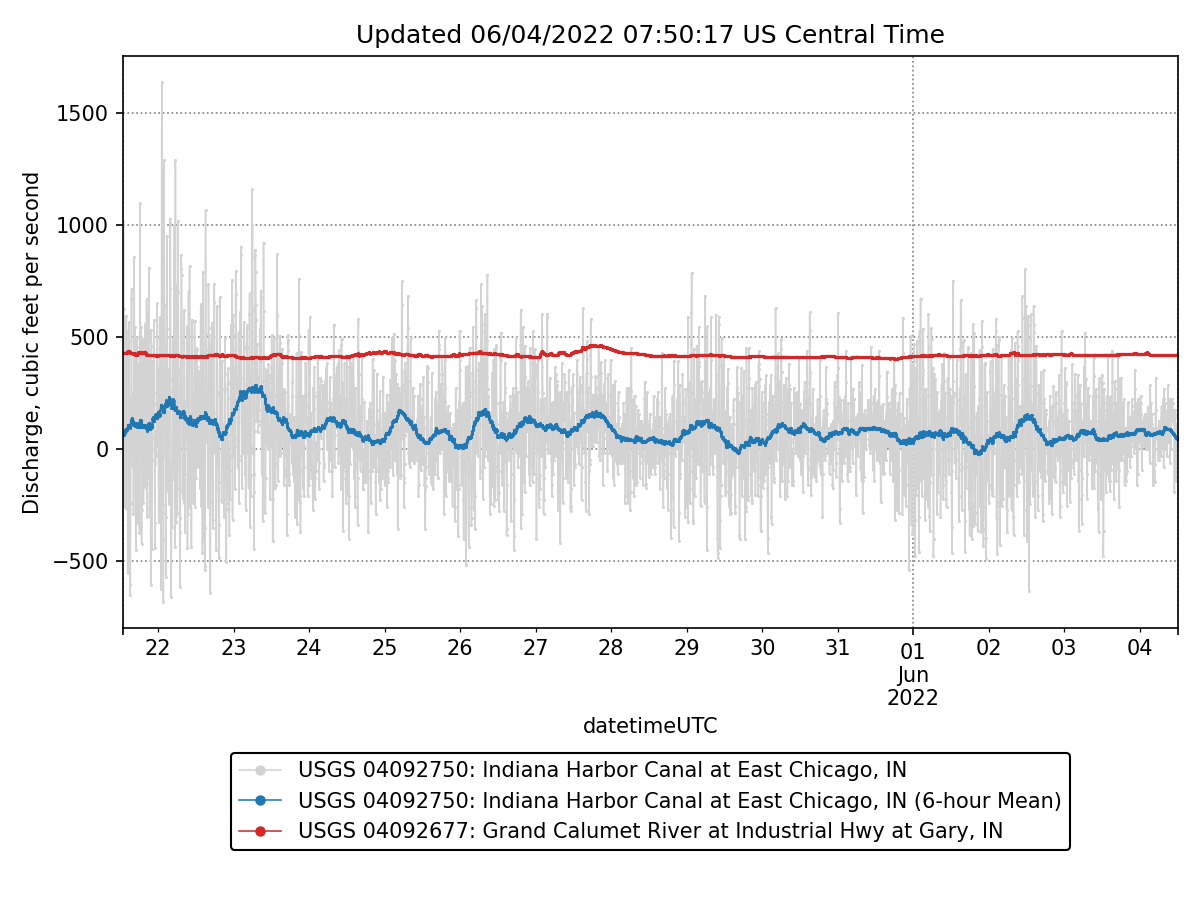 Updated 06/04/2022 07:50:17 US Central Time
Discharge, cubic feet per second
1500
1000
500
0
−500
22 23 24 25 26 27 28 29 30 31 01 02 03 04
Jun
2022
datetimeUTC
USGS 04092750: Indiana Harbor Canal at East Chicago, IN
USGS 04092750: Indiana Harbor Canal at East Chicago, IN (6-hour Mean)
USGS 04092677: Grand Calumet River at Industrial Hwy at Gary, IN